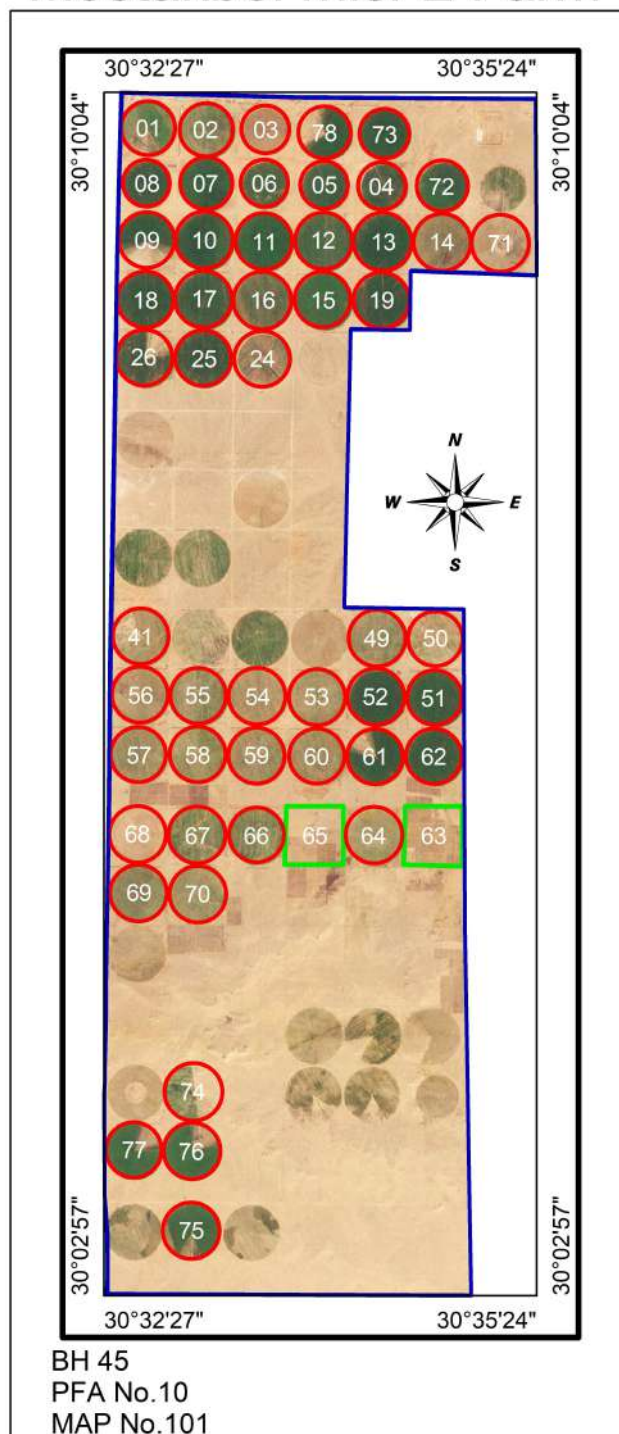 30°32'27" 30°35'24"
30°10'04" 30°10'04"
01 02 03 78 73
08 07 06 05 04 72
09 10 11 12 13 14 71
18 17 16 15 19
26 25 24
N
W E
S
41 49 50
56 55 54 53 52 51
57 58 59 60 61 62
68 67 66 65 64 63
69 70
74
77 76
75
30°02'57" 30°02'57"
30°32'27" 30°35'24"
BH 45
PFA No.10
MAP No.101